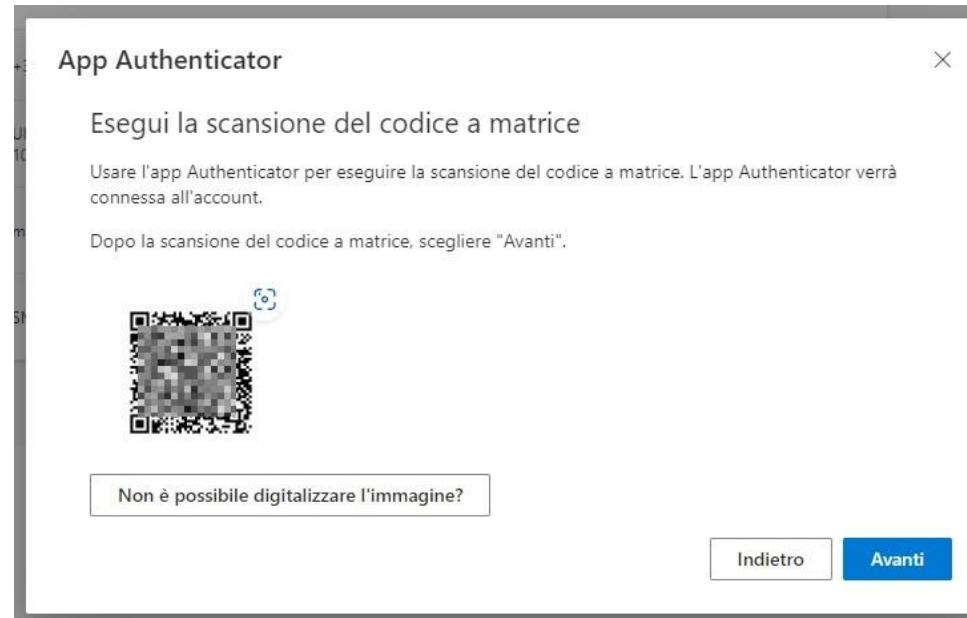 App Authenticator
Esegui la scansione del codice a matrice
Usare l'app Authenticator per eseguire la scansione del codice a matrice. L'app Authenticator verrà
connessa all'account.
Dopo la scansione del codice a matrice, scegliere "Avanti".
Non è possibile digitalizzare l'immagine?
Indietro
Avanti